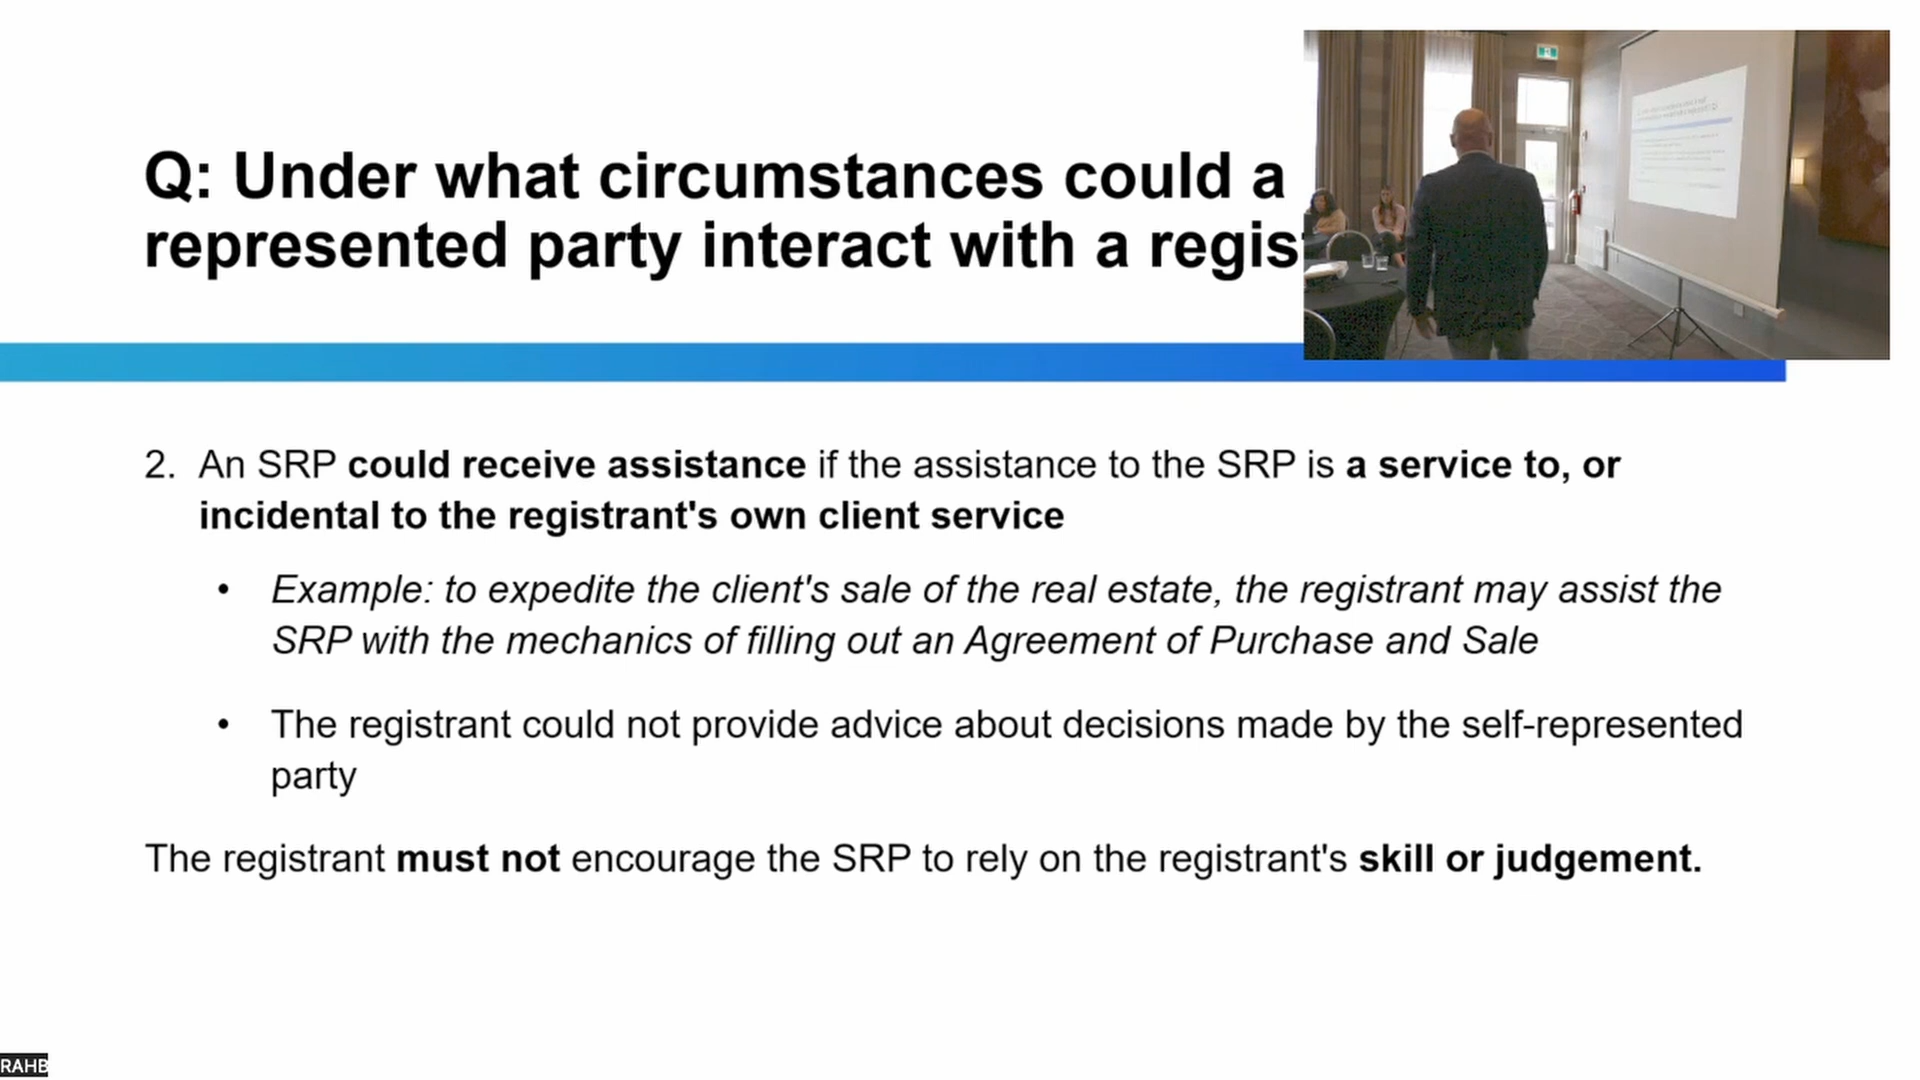 Q: Under what circumstances could a
represented party interact with a regis
2. An SRP could receive assistance if the assistance to the SRP is a service to, or
incidental to the registrant's own client service
• Example: to expedite the client's sale of the real estate, the registrant may assist the
SRP with the mechanics of filling out an Agreement of Purchase and Sale
• The registrant could not provide advice about decisions made by the self-represented
party
The registrant must not encourage the SRP to rely on the registrant's skill or judgement.
RAHB